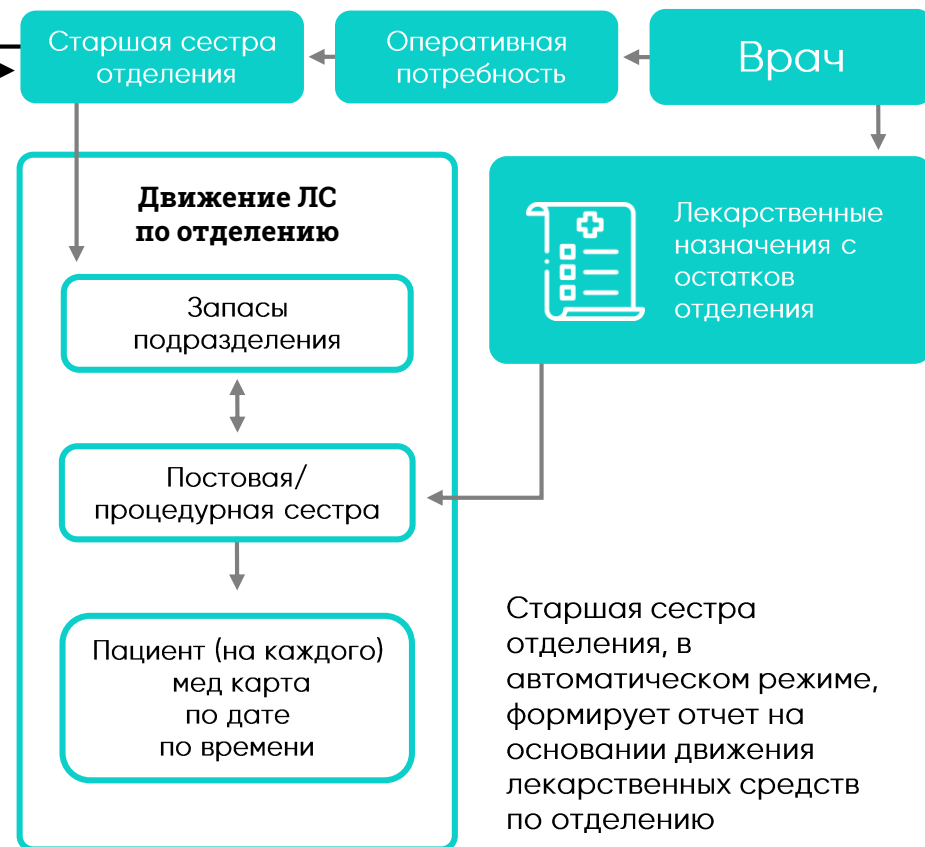 Старшая сестра
отделения
Оперативная
потребность
Врач
Движение ЛС
по отделению
Лекарственные
назначения с
остатков
отделения
Запасы
подразделения
Постовая/
процедурная сестра
Пациент (на каждого)
мед карта
по дате
по времени
Старшая сестра
отделения, в
автоматическом режиме,
формирует отчет на
основании движения
лекарственных средств
по отделению